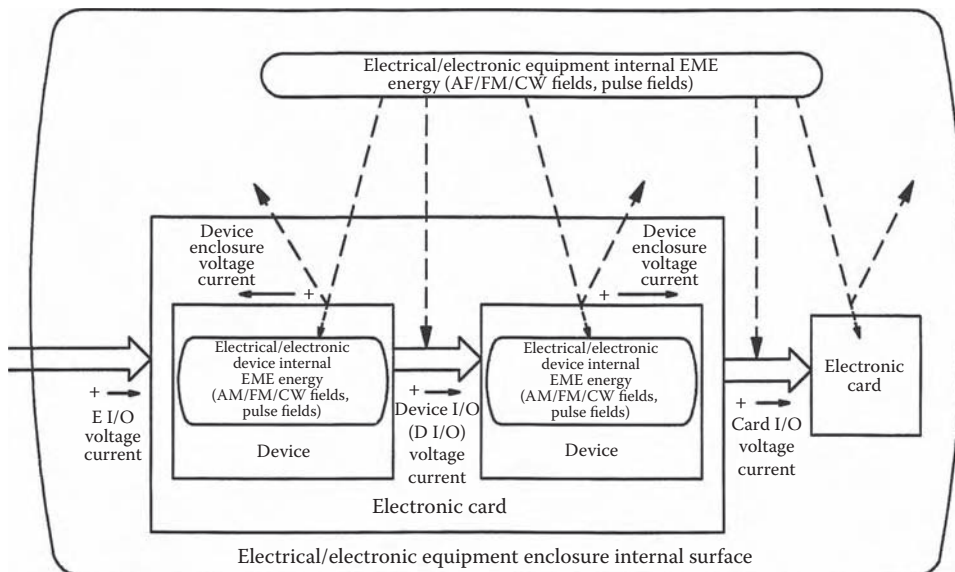 Electrical/electronic equipment internal EME
energy (AF/FM/CW fields, pulse fields)
Device
enclosure
voltage
current
+
Device
enclosure
voltage
current
+
Electrical/electronic
device internal
EME energy
(AM/FM/CW fields,
pulse fields)
Device
Electrical/electronic
device internal
EME energy
(AM/FM/CW fields,
pulse fields)
Device
+
E I/O
voltage
current
+
Device I/O
(D I/O)
voltage
current
+
Card I/O
voltage
current
Electronic
card
Electronic card
Electrical/electronic equipment enclosure internal surface